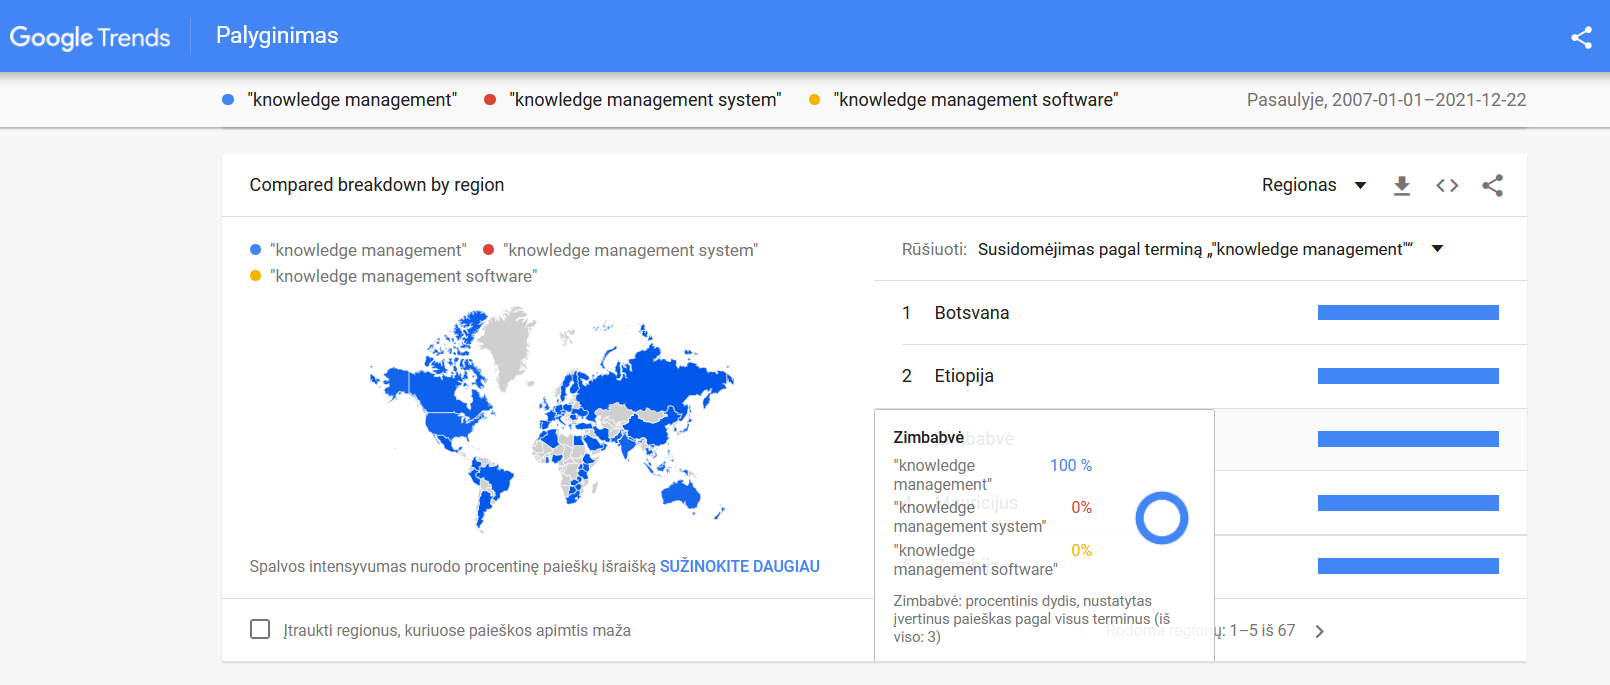 Google Trends
Palyginimas
"knowledge management"
"knowledge management system"
"knowledge management software"
Pasaulyje, 2007-01-01–2021-12-22
Compared breakdown by region
Regionas
"knowledge management"
"knowledge management system"
"knowledge management software"
Spalvos intensyvumas nurodo procentinę paieškų išraišką SUŽINOKITE DAUGIAU
Įtraukti regionus, kuriuose paieškos apimtis maža
Rūšiuoti: Susidomėjimas pagal terminą „"knowledge management"“
1 Botsvana
2 Etiopija
Zimbabvė
"knowledge
management"
100 %
"knowledge
management system"
0%
"knowledge
management software"
0%
Zimbabvė: procentinis dydis, nustatytas
įvertinus paieškas pagal visus terminus (iš
viso: 3)
Mauricijus
Rodoma regionų: 1–5 iš 67